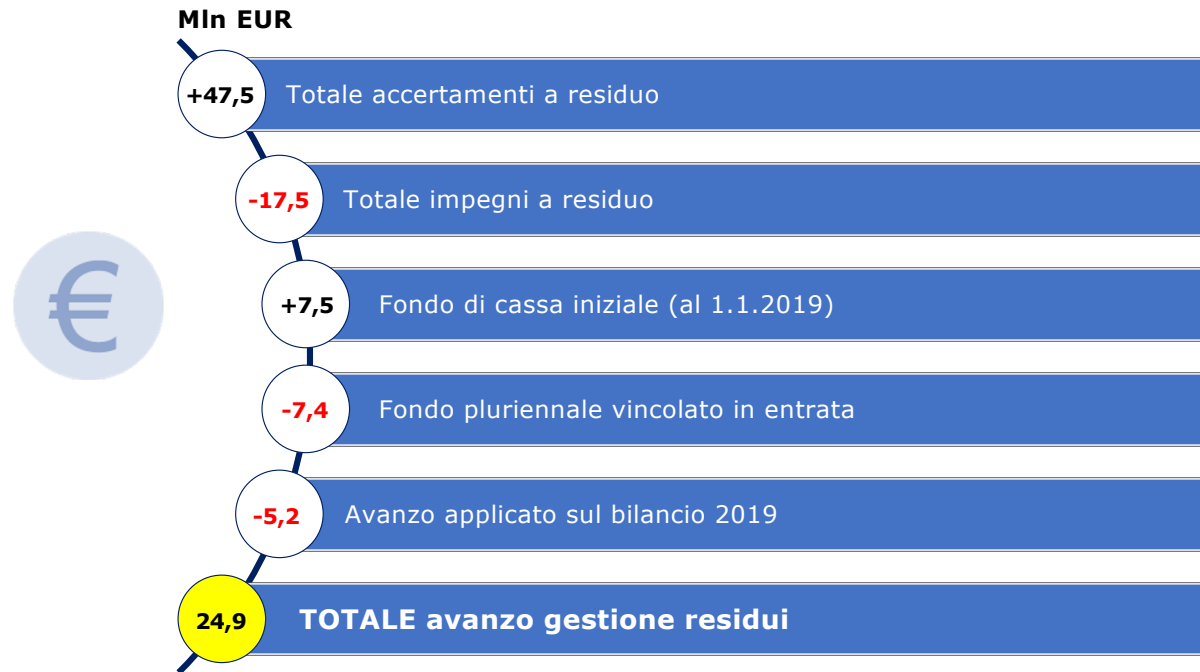 Mln EUR
+47,5 Totale accertamenti a residuo
-17,5 Totale impegni a residuo
+7,5 Fondo di cassa iniziale (al 1.1.2019)
-7,4 Fondo pluriennale vincolato in entrata
-5,2 Avanzo applicato sul bilancio 2019
24,9 TOTALE avanzo gestione residui
€